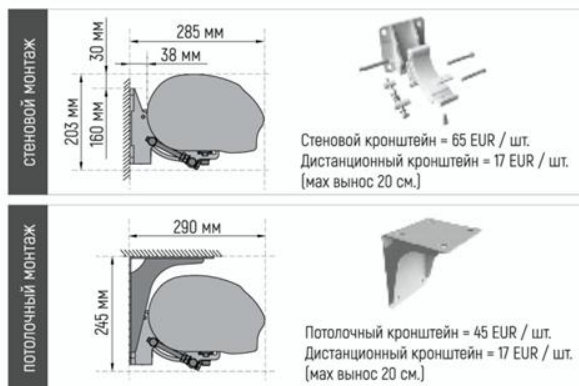 СТЕНОВОЙ МОНТАЖ
285 мм
38 мм
30 мм
203 мм
160 мм
Стеновой кронштейн = 65 EUR / шт.
Дистанционный кронштейн = 17 EUR / шт.
(мах вынос 20 см.)
ПОТОЛОЧНЫЙ МОНТАЖ
290 мм
245 мм
Потолочный кронштейн = 45 EUR / шт.
Дистанционный кронштейн = 17 EUR / шт.
(мах вынос 20 см.)